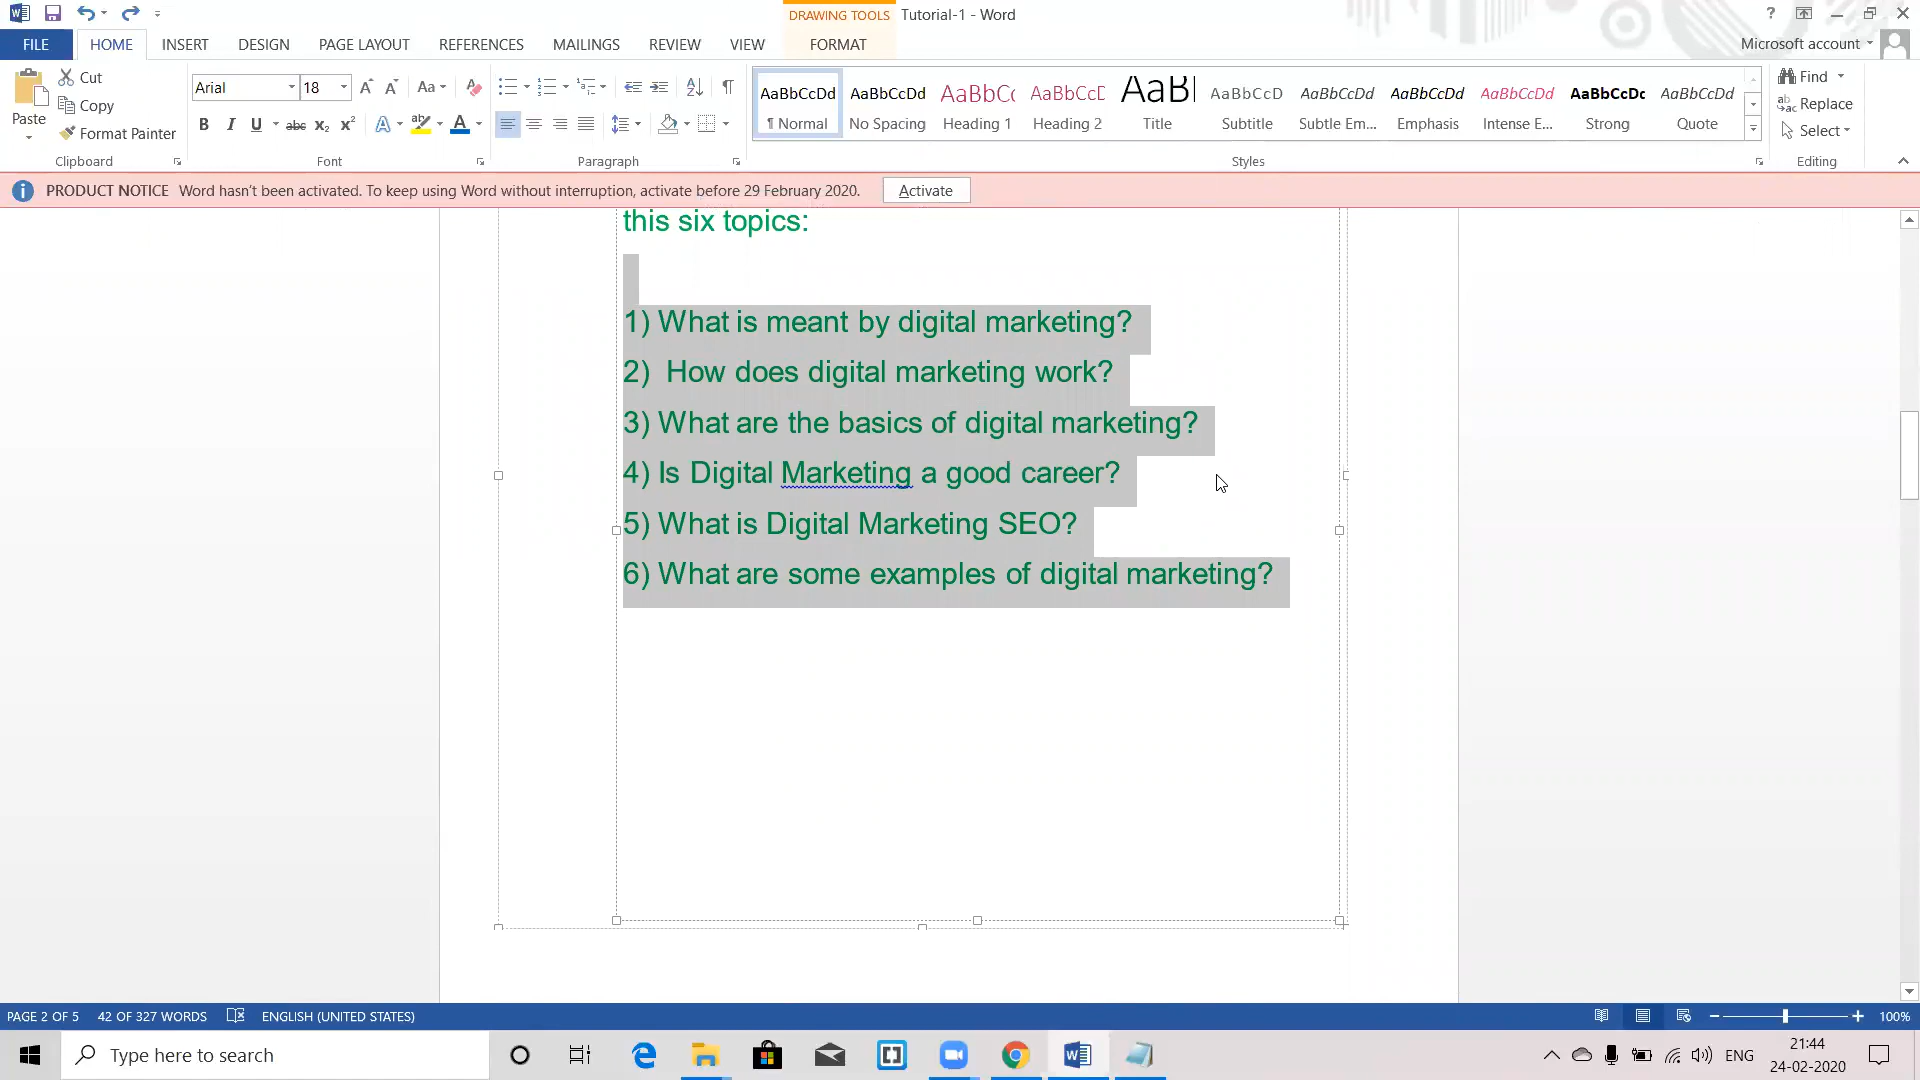 DRAWING TOOLS
Tutorial-1 - Word
?
FILE
HOME
INSERT
DESIGN
PAGE LAYOUT
REFERENCES
MAILINGS
REVIEW
VIEW
FORMAT
Microsoft account
Paste
Cut
Copy
Format Painter
Clipboard
Arial
18
Aa
B I U abc x₂ x² A A
Font
Paragraph
AaBbCcDd AaBbCcDd AaBbCc AaBbCcD AaBl AaBbCcD AaBbCcDd AaBbCcDd AaBbCcDd AaBbCcDc AaBbCcDd
¶ Normal No Spacing Heading 1 Heading 2 Title Subtitle Subtle Em... Emphasis Intense E... Strong Quote
Styles
Find
Replace
Select
Editing
PRODUCT NOTICE Word hasn't been activated. To keep using Word without interruption, activate before 29 February 2020. Activate
this six topics:
1) What is meant by digital marketing?
2)  How does digital marketing work?
3) What are the basics of digital marketing?
4) Is Digital Marketing a good career?
5) What is Digital Marketing SEO?
6) What are some examples of digital marketing?
PAGE 2 OF 5 42 OF 327 WORDS ENGLISH (UNITED STATES)
100%
Type here to search
ENG
21:44
24-02-2020